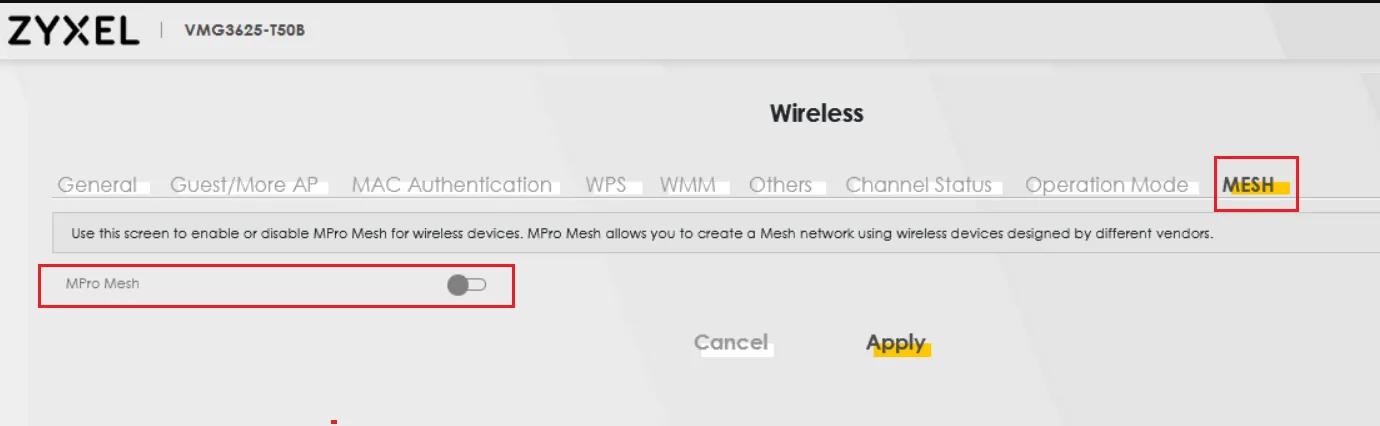 ZYXEL | VMG3625-T50B
Wireless
General Guest/More AP MAC Authentication WPS WMM Others Channel Status Operation Mode MESH
Use this screen to enable or disable MPro Mesh for wireless devices. MPro Mesh allows you to create a Mesh network using wireless devices designed by different vendors.
MPro Mesh
Cancel Apply